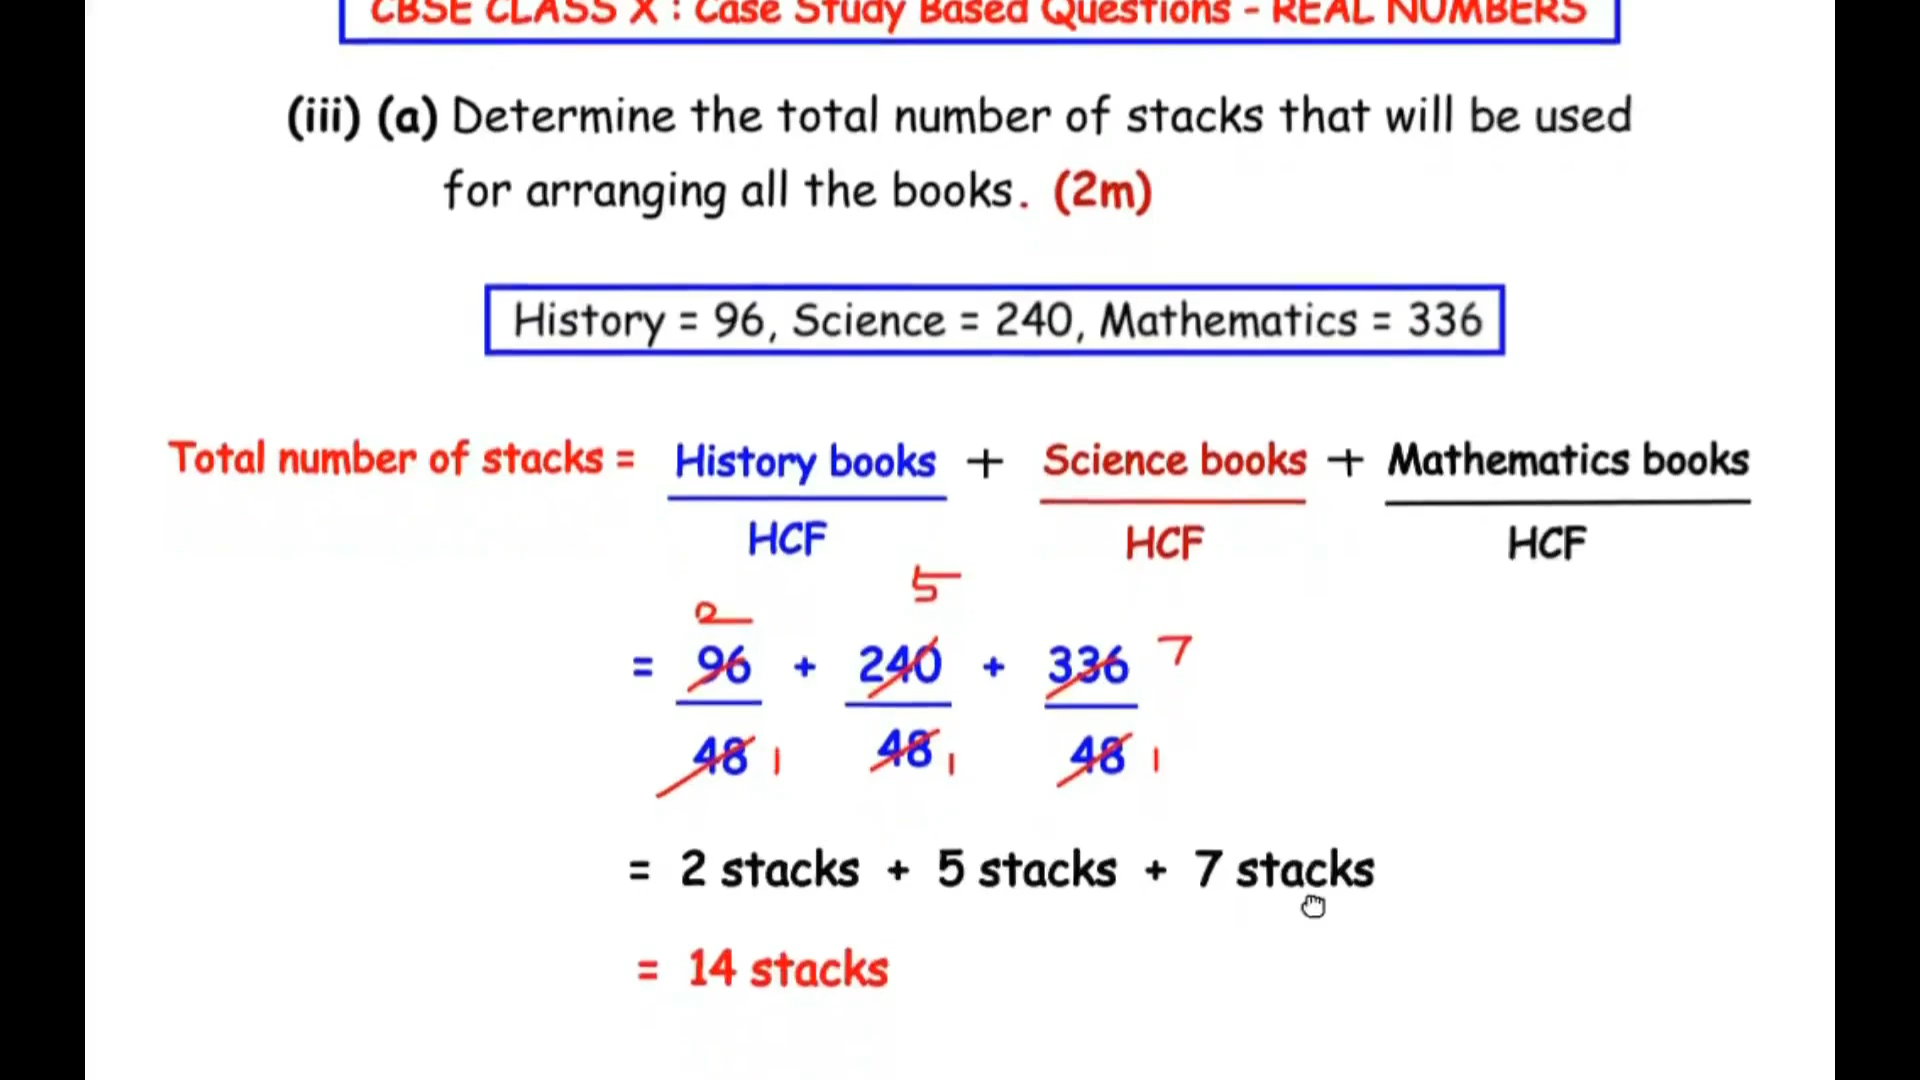 CBSE CLASS X : Case Study Based Questions - REAL NUMBERS
(iii) (a) Determine the total number of stacks that will be used
for arranging all the books. (2m)
History = 96, Science = 240, Mathematics = 336
Total number of stacks = History books + Science books + Mathematics books
HCF HCF HCF
2 5
= 96 + 240 + 336 7
48 1 48 1 48 1
= 2 stacks + 5 stacks + 7 stacks
= 14 stacks